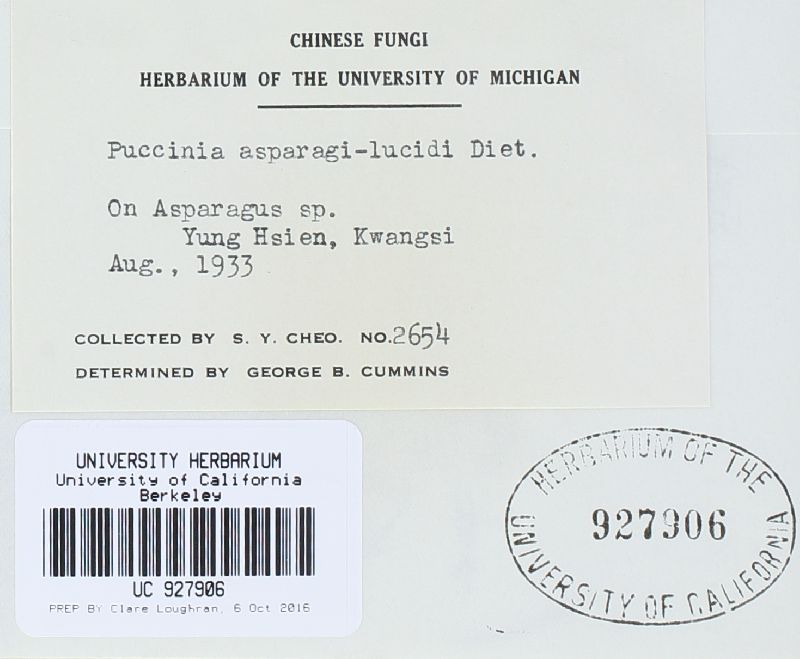 CHINESE FUNGI
HERBARIUM OF THE UNIVERSITY OF MICHIGAN
Puccinia asparagi-lucidi Diet.
On Asparagus sp.
Yung Hsien, Kwangsi
Aug., 1933
COLLECTED BY S. Y. CHEO. NO. 2654
DETERMINED BY GEORGE B. CUMMINS
UNIVERSITY HERBARIUM
University of California
Berkeley
UC 927906
PREP BY Clare Loughran, 6 Oct 2016
HERBARIUM OF THE
927906
UNIVERSITY OF CALIFORNIA